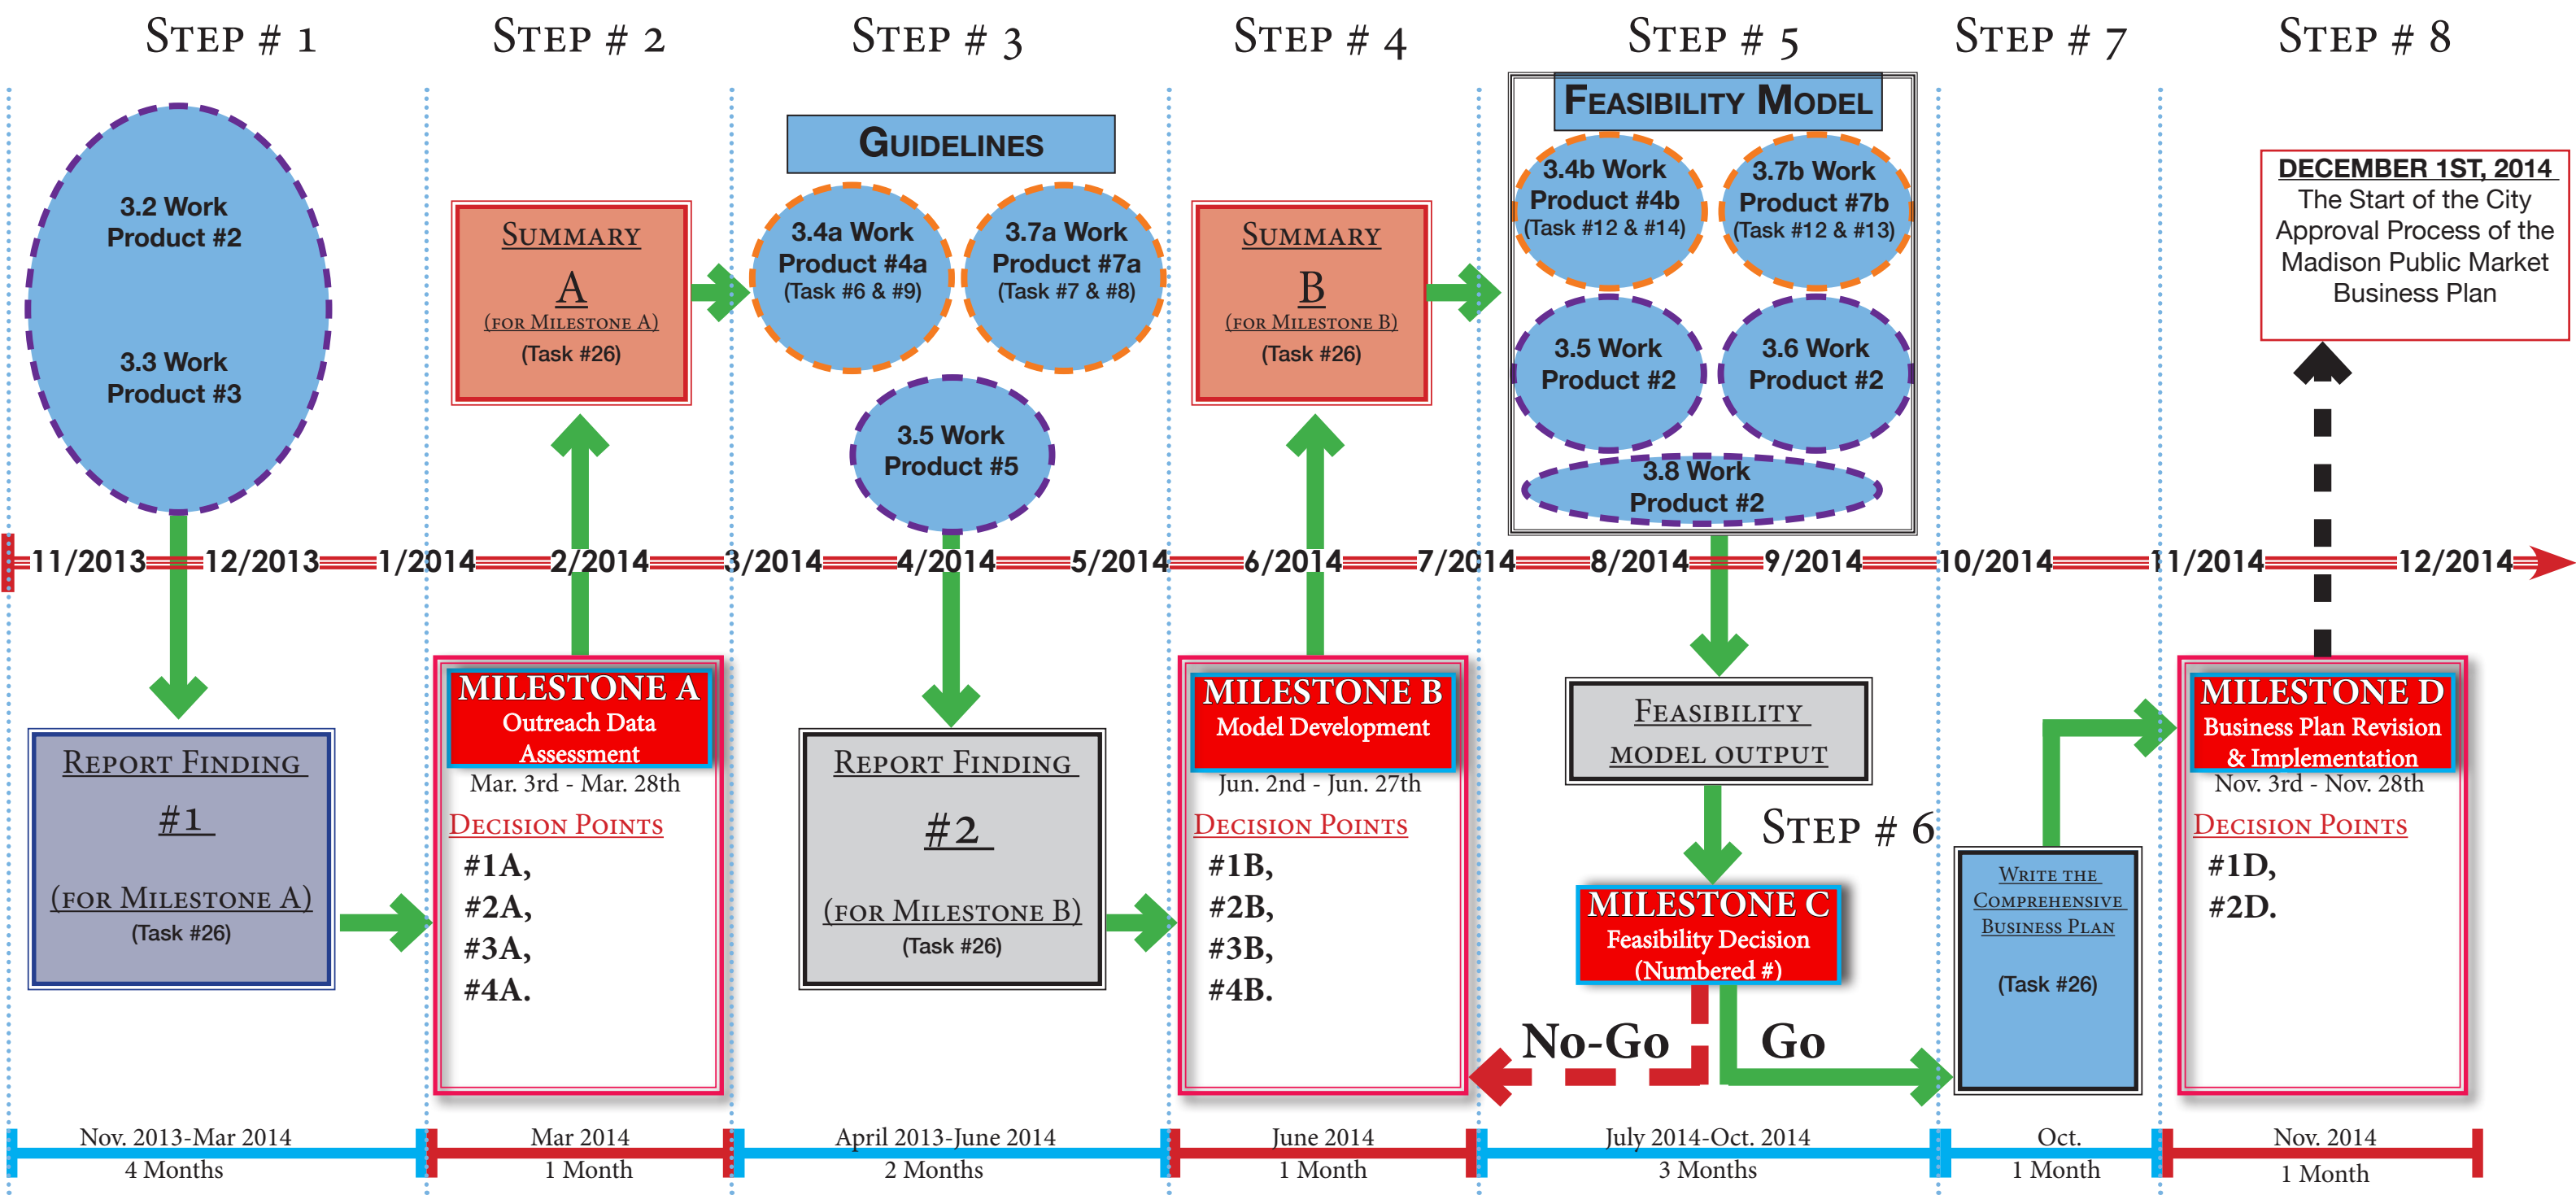 STEP # 1
STEP # 2
STEP # 3
STEP # 4
STEP # 5
STEP # 7
STEP # 8
3.2 Work
Product #2
3.3 Work
Product #3
SUMMARY
A
(FOR MILESTONE A)
(Task #26)
GUIDELINES
3.4a Work
Product #4a
(Task #6 & #9)
3.7a Work
Product #7a
(Task #7 & #8)
3.5 Work
Product #5
SUMMARY
B
(FOR MILESTONE B)
(Task #26)
FEASIBILITY MODEL
3.4b Work
Product #4b
(Task #12 & #14)
3.7b Work
Product #7b
(Task #12 & #13)
3.5 Work
Product #2
3.6 Work
Product #2
3.8 Work
Product #2
DECEMBER 1ST, 2014
The Start of the City
Approval Process of the
Madison Public Market
Business Plan
11/2013
12/2013
1/2014
2/2014
3/2014
4/2014
5/2014
6/2014
7/2014
8/2014
9/2014
10/2014
11/2014
12/2014
REPORT FINDING
#1
(FOR MILESTONE A)
(Task #26)
MILESTONE A
Outreach Data
Assessment
Mar. 3rd - Mar. 28th
DECISION POINTS
#1A,
#2A,
#3A,
#4A.
REPORT FINDING
#2
(FOR MILESTONE B)
(Task #26)
MILESTONE B
Model Development
Jun. 2nd - Jun. 27th
DECISION POINTS
#1B,
#2B,
#3B,
#4B.
FEASIBILITY
MODEL OUTPUT
STEP # 6
MILESTONE C
Feasibility Decision
(Numbered #)
No-Go
Go
WRITE THE
COMPREHENSIVE
BUSINESS PLAN
(Task #26)
MILESTONE D
Business Plan Revision
& Implementation
Nov. 3rd - Nov. 28th
DECISION POINTS
#1D,
#2D.
Nov. 2013-Mar 2014
4 Months
Mar 2014
1 Month
April 2013-June 2014
2 Months
June 2014
1 Month
July 2014-Oct. 2014
3 Months
Oct.
1 Month
Nov. 2014
1 Month